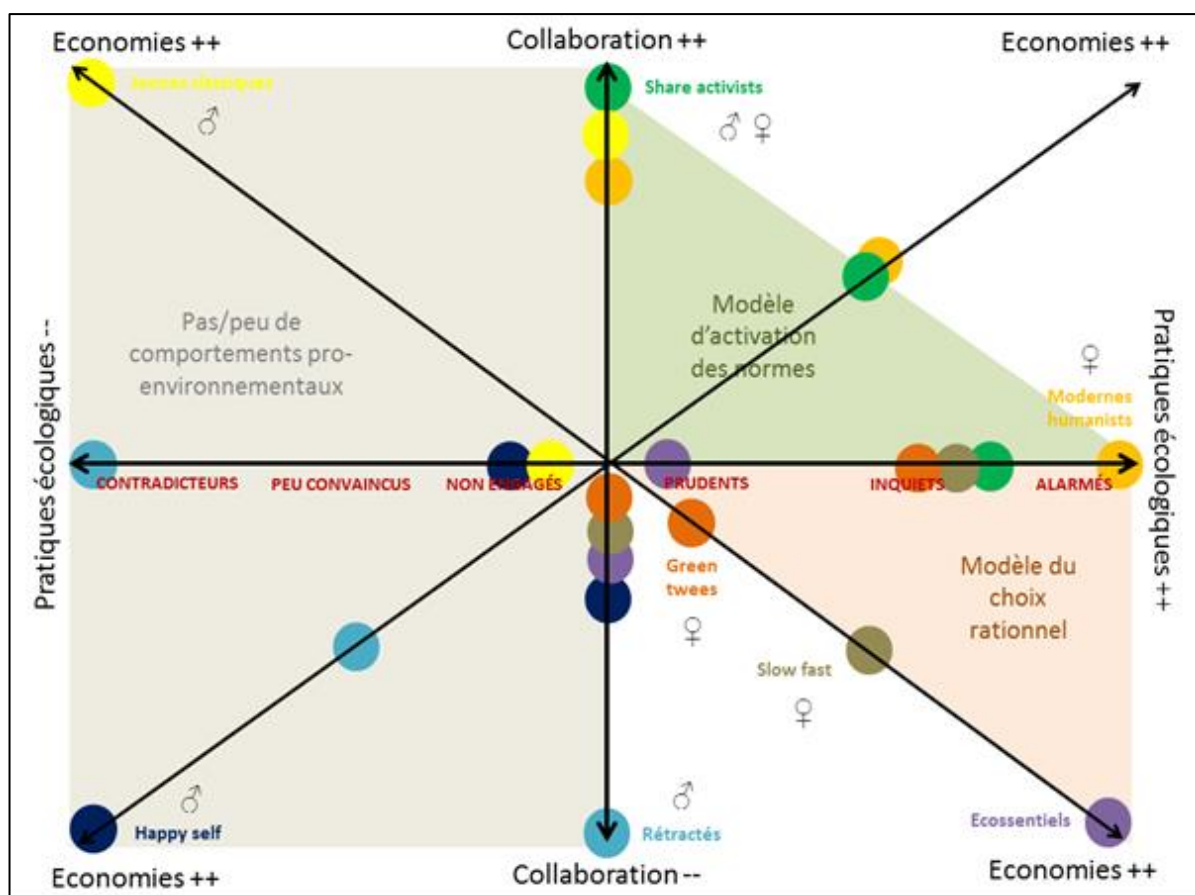 Economies ++
Collaboration ++
Economies ++
Share activists
♂
♂ ♀
Pas/peu de
comportements pro-
environnementaux
Modèle
d'activation
des normes
♀
Modernes
humanists
Pratiques écologiques --
Pratiques écologiques ++
CONTRADICTEURS
PEU CONVAINCUS
NON ENGAGÉS
PRUDENTS
INQUIETS
ALARMÉS
Green
twees
♀
Modèle du
choix
rationnel
Slow fast
♀
♂
Happy self
♂
Rétractés
Ecossentiels
Economies ++
Collaboration --
Economies ++